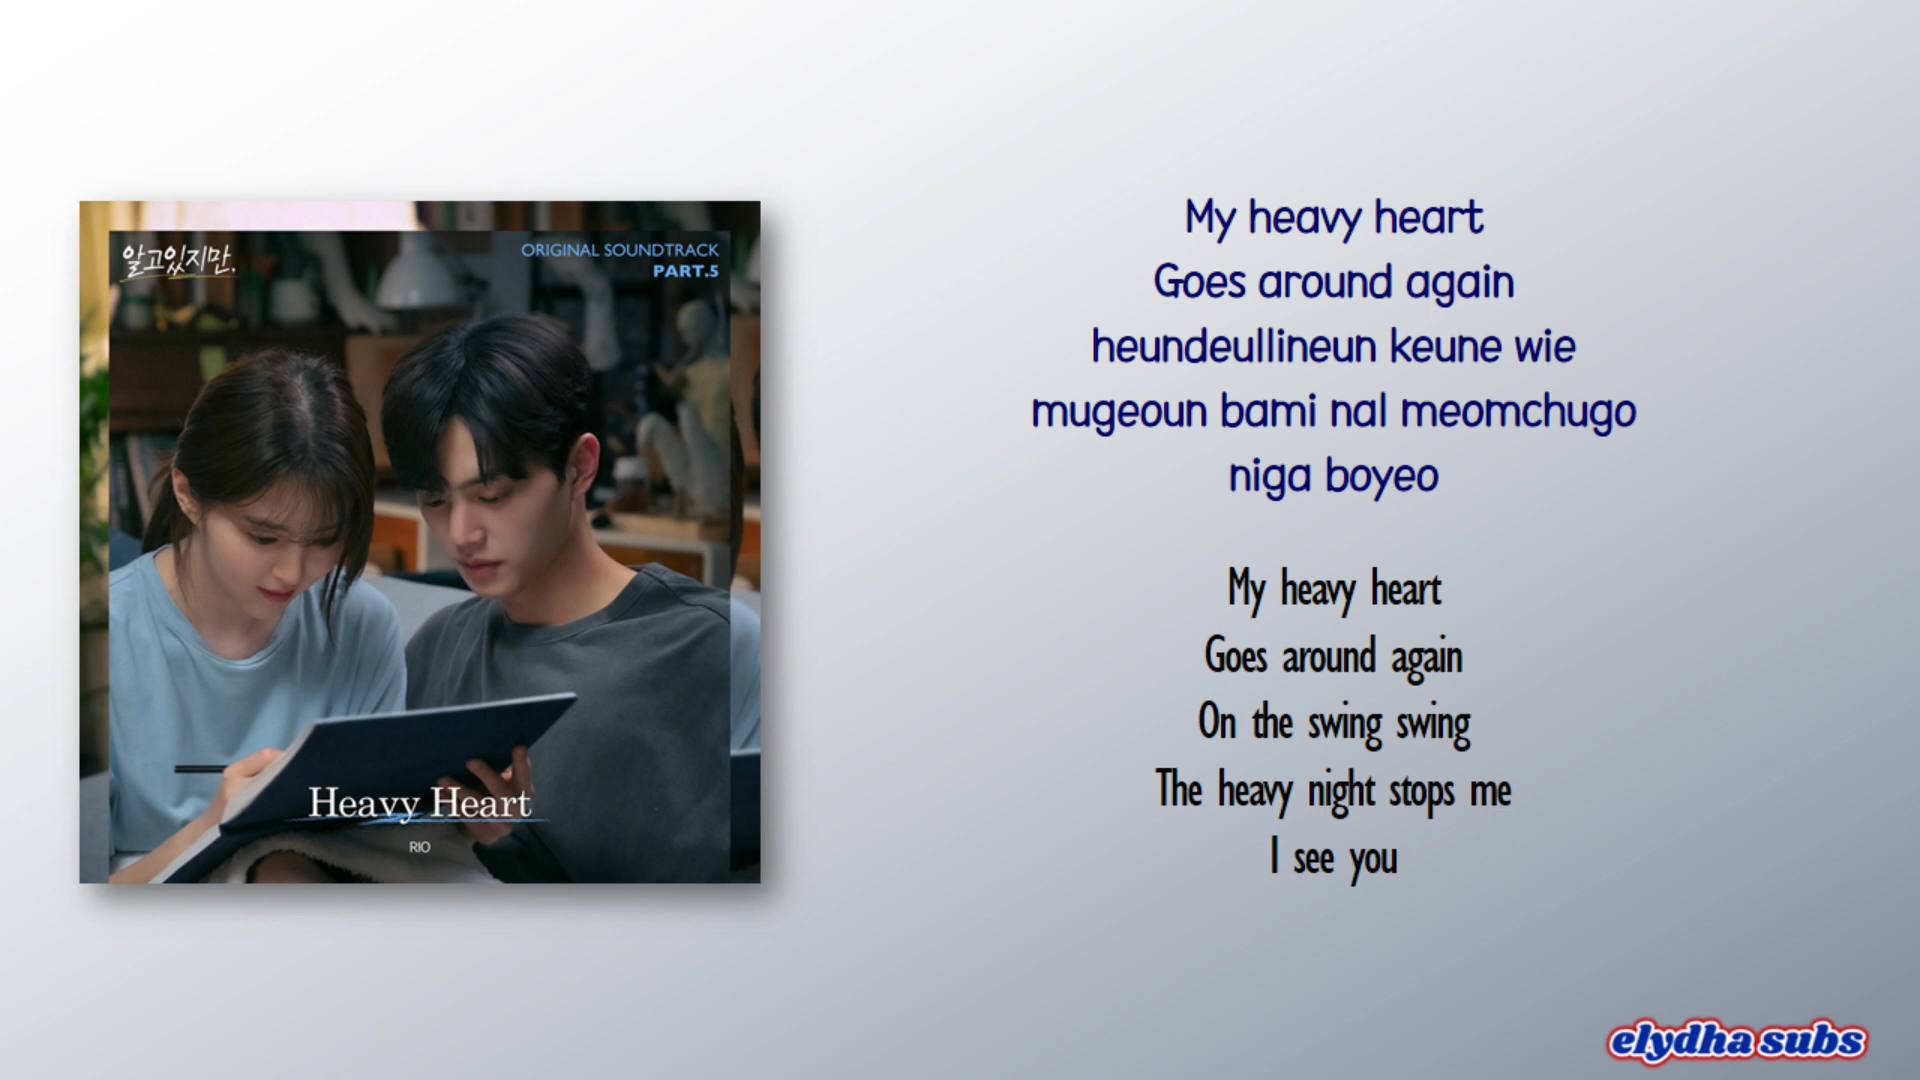 알고있지만,
ORIGINAL SOUNDTRACK
PART.5
Heavy Heart
RIO
My heavy heart
Goes around again
heundeullineun keune wie
mugeoun bami nal meomchugo
niga boyeo
My heavy heart
Goes around again
On the swing swing
The heavy night stops me
I see you
elydha subs